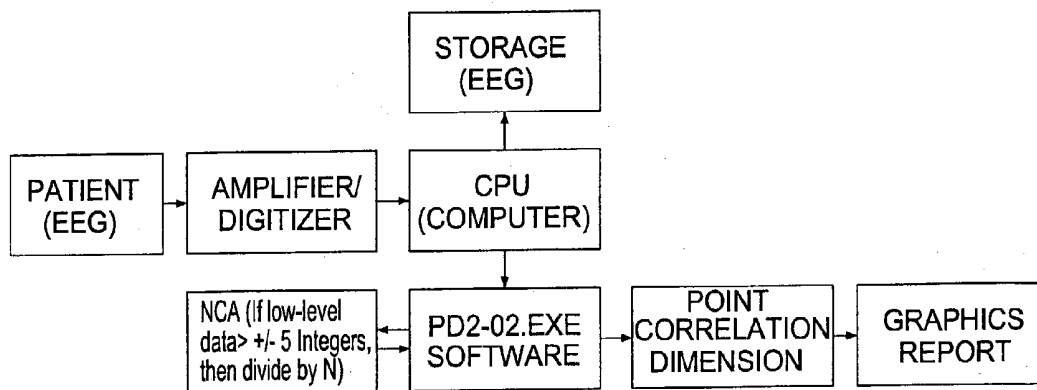 STORAGE
(EEG)
PATIENT
(EEG)
AMPLIFIER/
DIGITIZER
CPU
(COMPUTER)
NCA (If low-level
data> +/- 5 Integers,
then divide by N)
PD2-02.EXE
SOFTWARE
POINT
CORRELATION
DIMENSION
GRAPHICS
REPORT